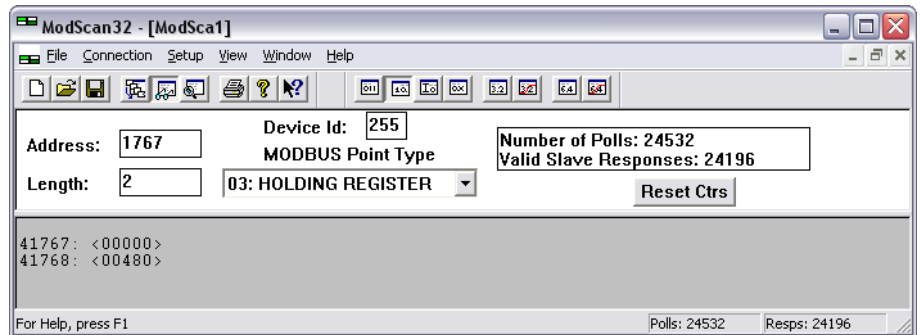 ModScan32 - [ModSca1]
File Connection Setup View Window Help
Address: 1767
Device Id: 255
MODBUS Point Type
Length: 2
03: HOLDING REGISTER
Number of Polls: 24532
Valid Slave Responses: 24196
Reset Ctrs
41767: <00000>
41768: <00480>
For Help, press F1
Polls: 24532
Resps: 24196